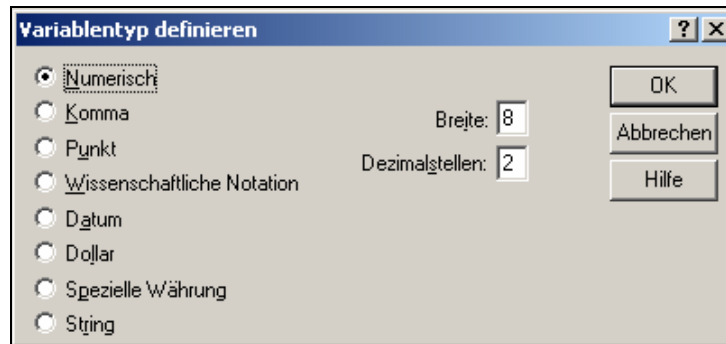 Variablentyp definieren
Numerisch
Komma
Punkt
Wissenschaftliche Notation
Datum
Dollar
Spezielle Währung
String
Breite: 8
Dezimalstellen: 2
OK
Abbrechen
Hilfe